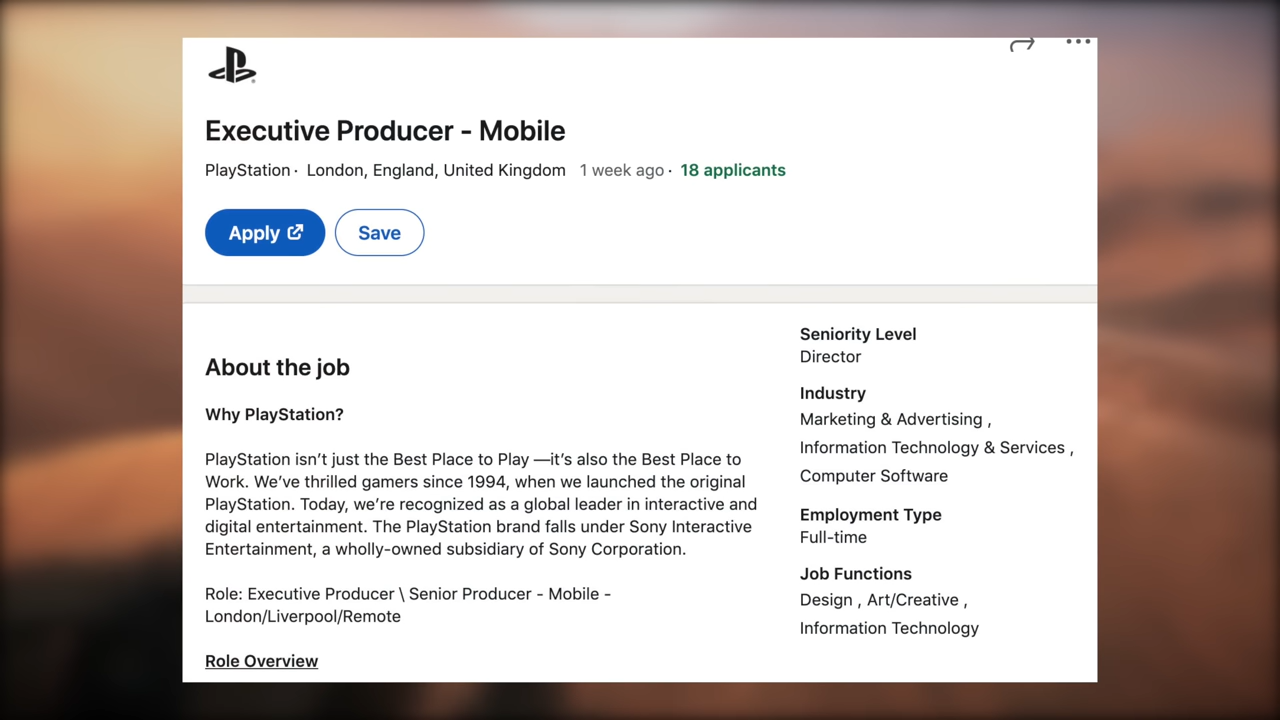 Executive Producer - Mobile
PlayStation · London, England, United Kingdom 1 week ago · 18 applicants
Apply Save
About the job
Why PlayStation?
PlayStation isn’t just the Best Place to Play —it’s also the Best Place to
Work. We’ve thrilled gamers since 1994, when we launched the original
PlayStation. Today, we’re recognized as a global leader in interactive and
digital entertainment. The PlayStation brand falls under Sony Interactive
Entertainment, a wholly-owned subsidiary of Sony Corporation.
Role: Executive Producer \ Senior Producer - Mobile -
London/Liverpool/Remote
Role Overview
Seniority Level
Director
Industry
Marketing & Advertising ,
Information Technology & Services ,
Computer Software
Employment Type
Full-time
Job Functions
Design , Art/Creative ,
Information Technology